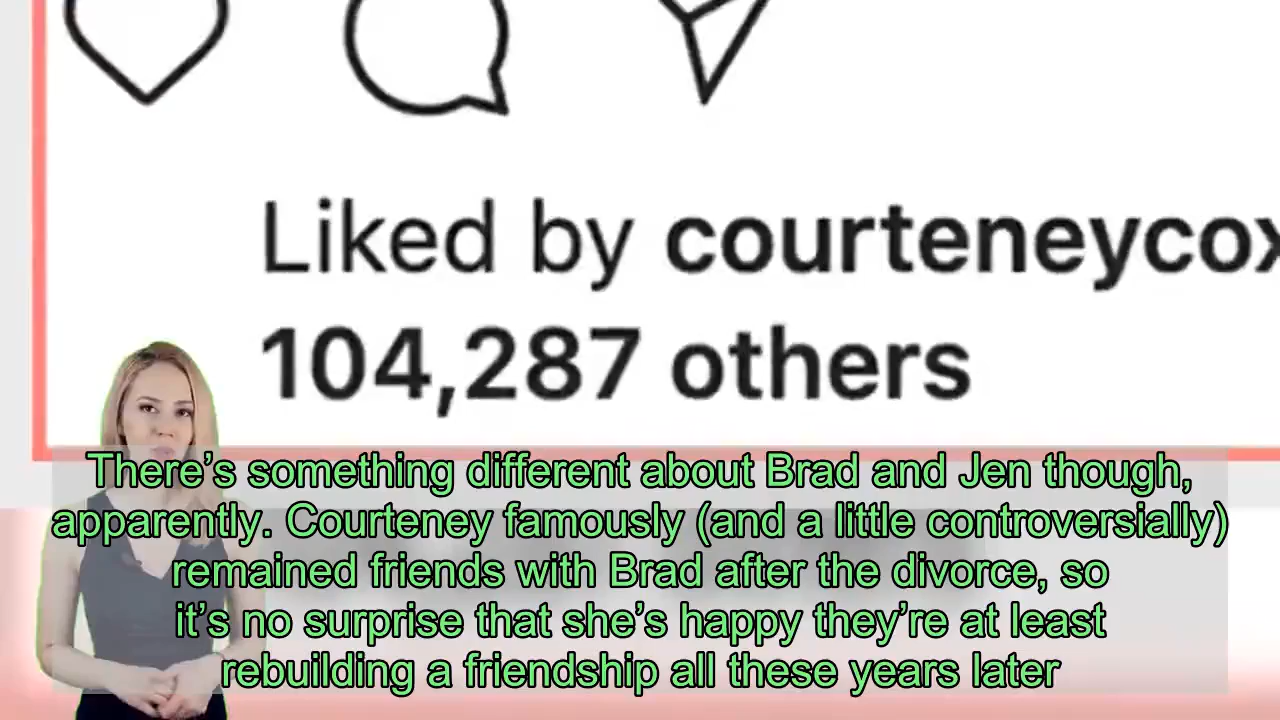 Liked by courteneycox
104,287 others
There’s something different about Brad and Jen though,
apparently. Courteney famously (and a little controversially)
remained friends with Brad after the divorce, so
it’s no surprise that she’s happy they’re at least
rebuilding a friendship all these years later